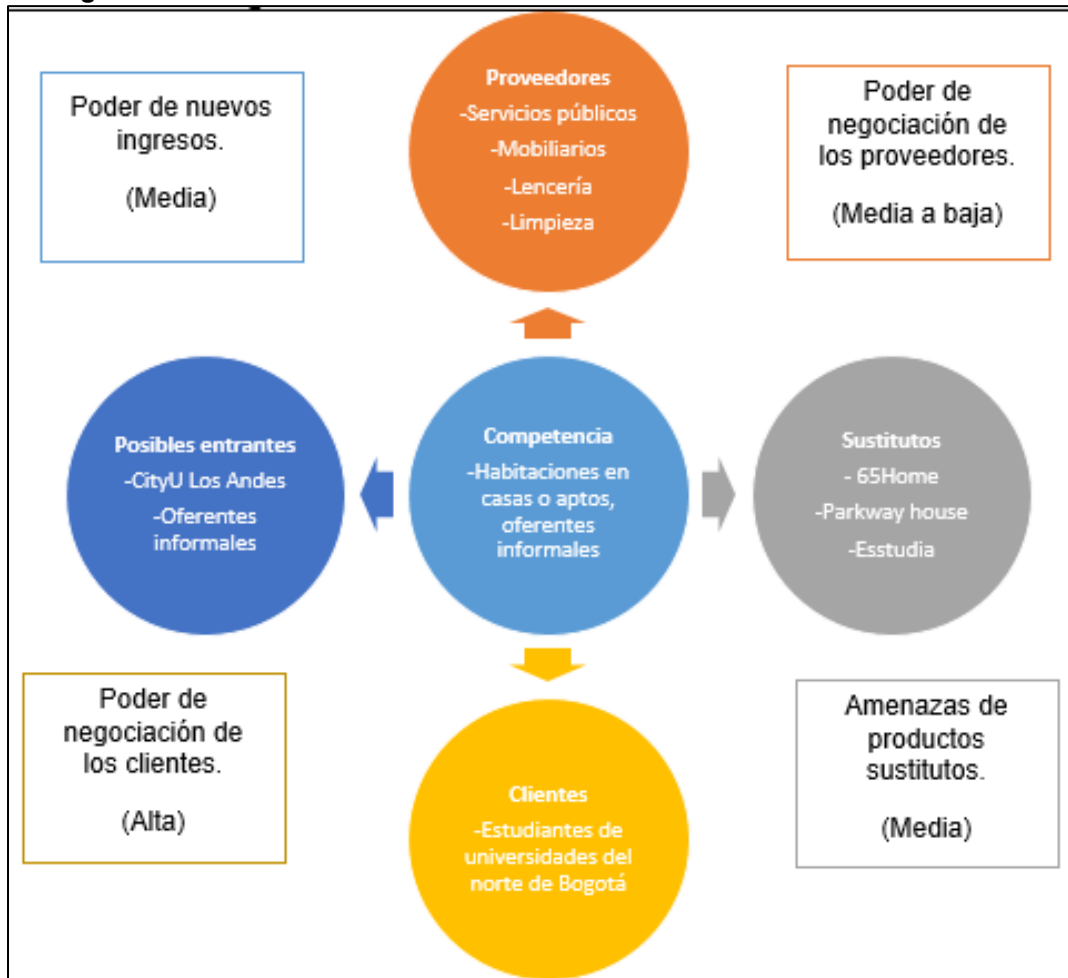 Poder de nuevos
ingresos.
(Media)
Proveedores
-Servicios públicos
-Mobiliarios
-Lencería
-Limpieza
Poder de
negociación de
los proveedores.
(Media a baja)
Posibles entrantes
-CityU Los Andes
-Oferentes
informales
Competencia
-Habitaciones en
casas o aptos,
oferentes
informales
Sustitutos
- 65Home
-Parkway house
-Esstudia
Poder de
negociación de
los clientes.
(Alta)
Clientes
-Estudiantes de
universidades del
norte de Bogotá
Amenazas de
productos
sustitutos.
(Media)